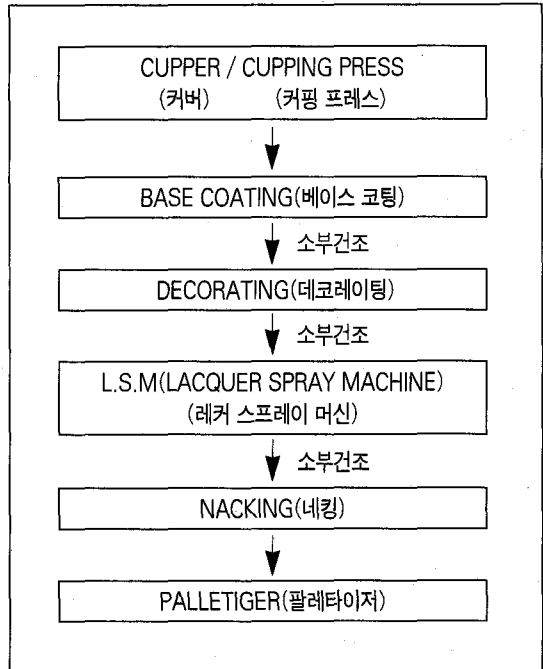 CUPPER / CUPPING PRESS
(커버) (커핑 프레스)
BASE COATING(베이스 코팅)
소부건조
DECORATING(데코레이팅)
소부건조
L.S.M(LACQUER SPRAY MACHINE)
(레커 스프레이 머신)
소부건조
NACKING(네킹)
PALLETIGER(팔레타이저)